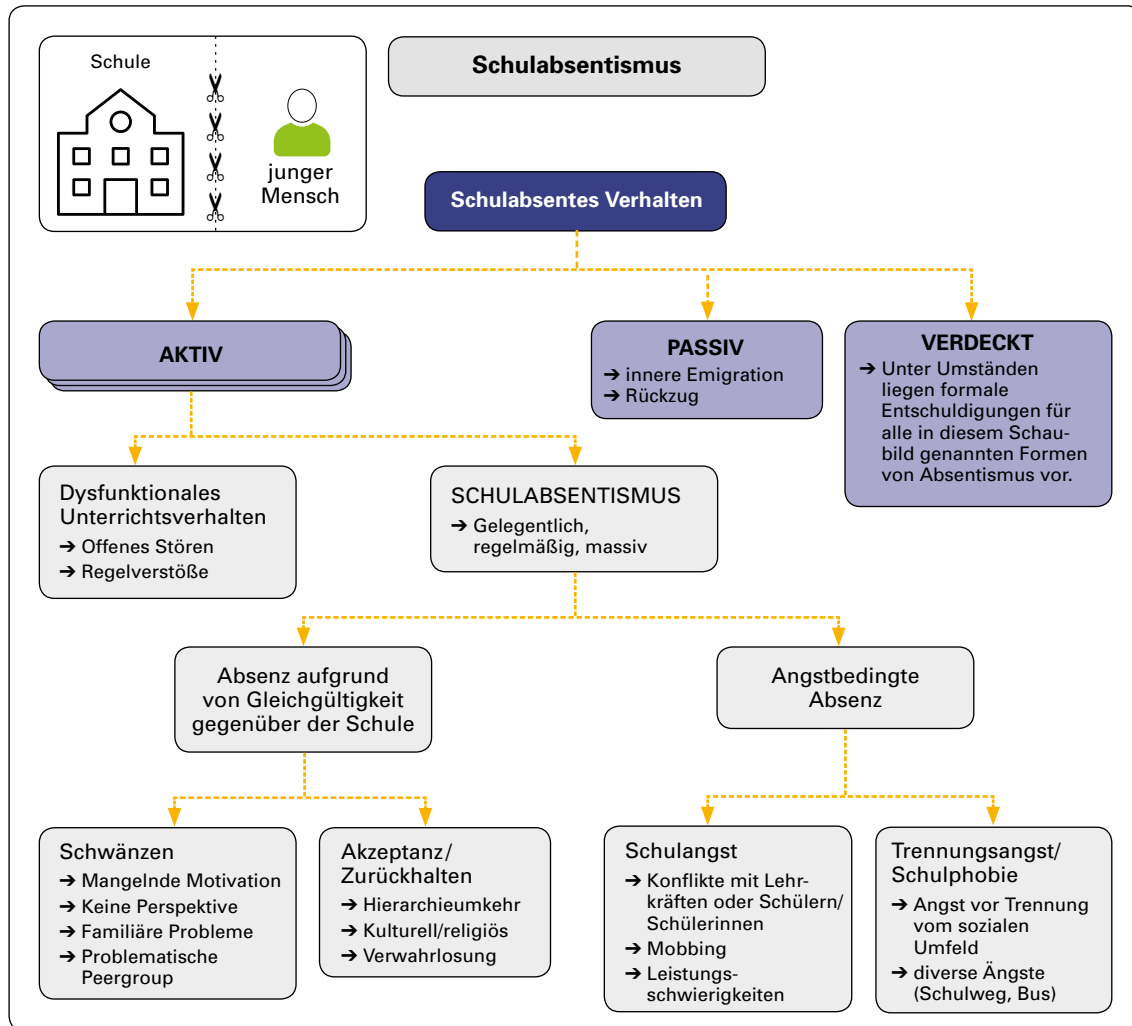 Schule
junger
Mensch
Schulabsentismus
Schulabsentes Verhalten
AKTIV
PASSIV
➔ innere Emigration
➔ Rückzug
VERDECKT
➔ Unter Umständen
liegen formale
Entschuldigungen für
alle in diesem Schau-
bild genannten Formen
von Absentismus vor.
Dysfunktionales
Unterrichtsverhalten
➔ Offenes Stören
➔ Regelverstöße
SCHULABSENTISMUS
➔ Gelegentlich,
regelmäßig, massiv
Absenz aufgrund
von Gleichgültigkeit
gegenüber der Schule
Angstbedingte
Absenz
Schwänzen
➔ Mangelnde Motivation
➔ Keine Perspektive
➔ Familiäre Probleme
➔ Problematische
Peergroup
Akzeptanz/
Zurückhalten
➔ Hierarchieumkehr
➔ Kulturell/religiös
➔ Verwahrlosung
Schulangst
➔ Konflikte mit Lehr-
kräften oder Schülern/
Schülerinnen
➔ Mobbing
➔ Leistungs-
schwierigkeiten
Trennungsangst/
Schulphobie
➔ Angst vor Trennung
vom sozialen
Umfeld
➔ diverse Ängste
(Schulweg, Bus)